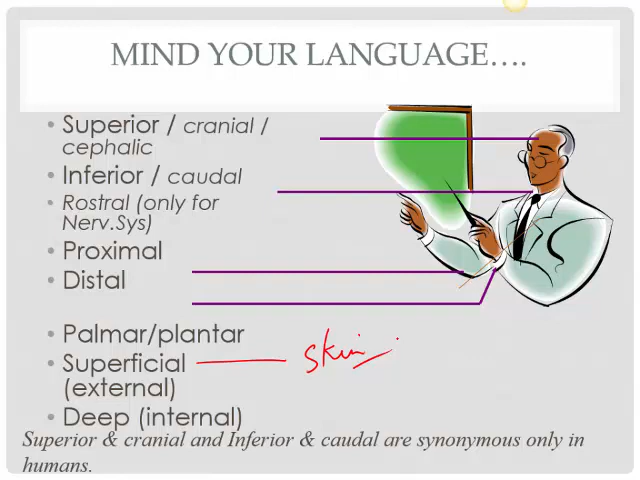 MIND YOUR LANGUAGE….
• Superior / cranial /
cephalic
• Inferior / caudal
• Rostral (only for
Nerv.Sys)
• Proximal
• Distal
• Palmar/plantar
• Superficial skin
(external)
• Deep (internal)
Superior & cranial and Inferior & caudal are synonymous only in
humans.